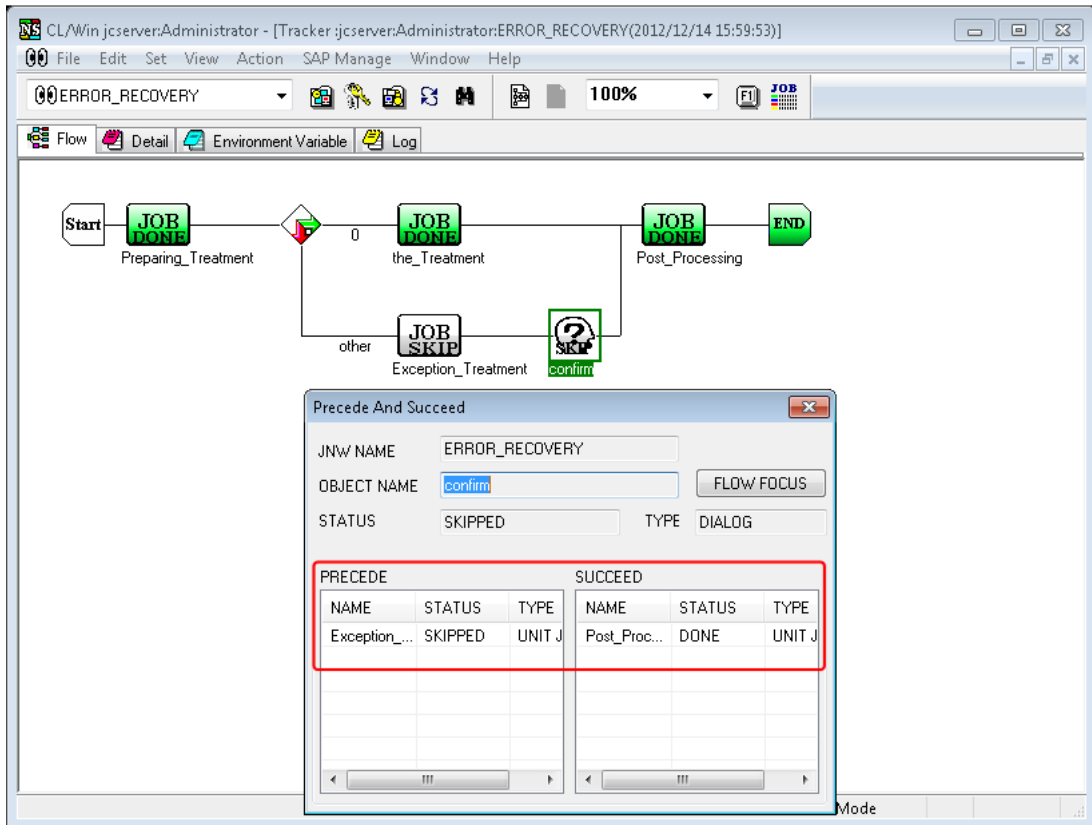 NS CL/Win jcserver:Administrator - [Tracker :jcserver:Administrator:ERROR_RECOVERY(2012/12/14 15:59:53)]
File Edit Set View Action SAP Manage Window Help
ERROR_RECOVERY 100% F1 JOB
Flow Detail Environment Variable Log
Start JOB DONE 0 JOB DONE JOB DONE END
Preparing_Treatment the_Treatment Post_Processing
other JOB SKIP ? SKIP
Exception_Treatment confirm
Precede And Succeed
JNW NAME ERROR_RECOVERY
OBJECT NAME confirm FLOW FOCUS
STATUS SKIPPED TYPE DIALOG
PRECEDE SUCCEED
NAME STATUS TYPE NAME STATUS TYPE
Exception_... SKIPPED UNIT J Post_Proc... DONE UNIT J
Mode